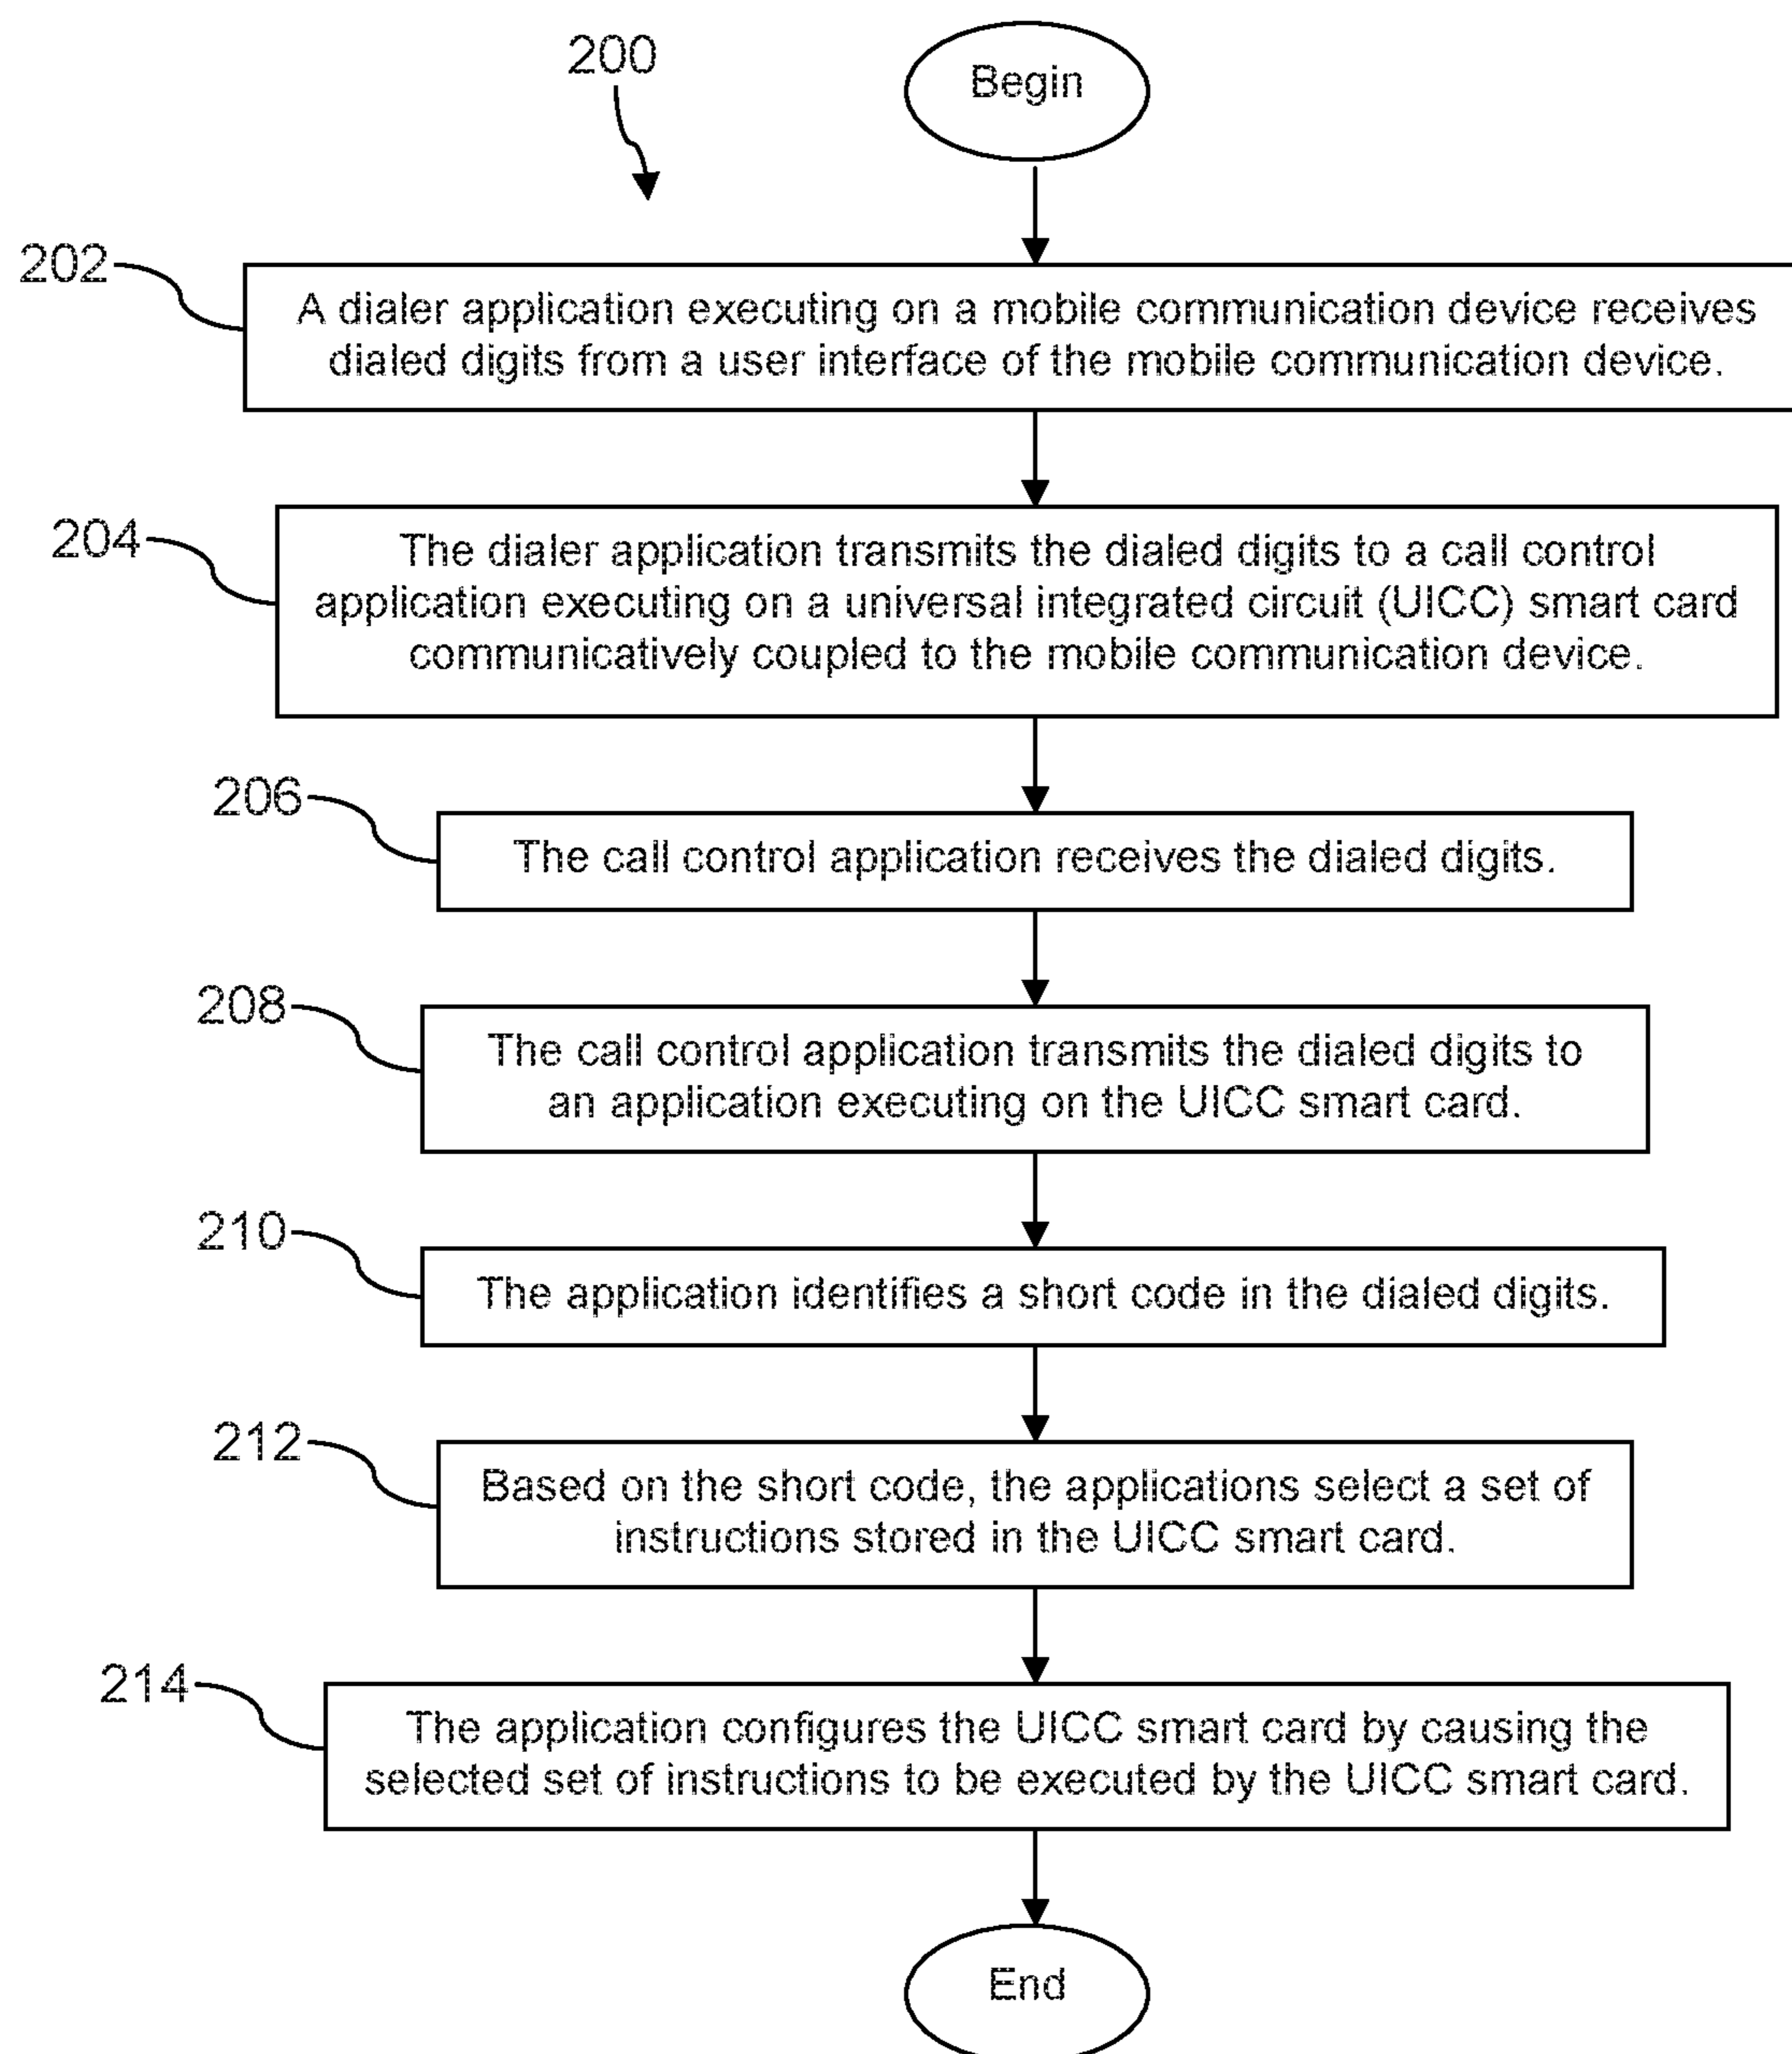 200
Begin
202
A dialer application executing on a mobile communication device receives
dialed digits from a user interface of the mobile communication device.
204
The dialer application transmits the dialed digits to a call control
application executing on a universal integrated circuit (UICC) smart card
communicatively coupled to the mobile communication device.
206
The call control application receives the dialed digits.
208
The call control application transmits the dialed digits to
an application executing on the UICC smart card.
210
The application identifies a short code in the dialed digits.
212
Based on the short code, the applications select a set of
instructions stored in the UICC smart card.
214
The application configures the UICC smart card by causing the
selected set of instructions to be executed by the UICC smart card.
End